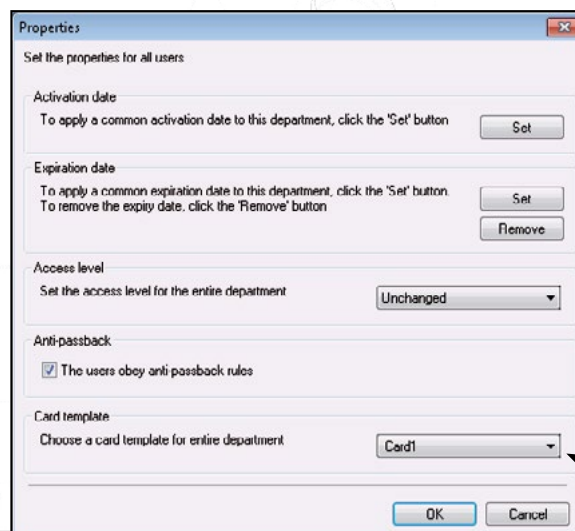 Properties
Set the properties for all users
Activation date
To apply a common activation date to this department, click the 'Set' button
Set
Expiration date
To apply a common expiration date to this department, click the 'Set' button.
To remove the expiry date, click the 'Remove' button
Set
Remove
Access level
Set the access level for the entire department
Unchanged
Anti-passback
The users obey anti-passback rules
Card template
Choose a card template for entire department
Card1
OK
Cancel